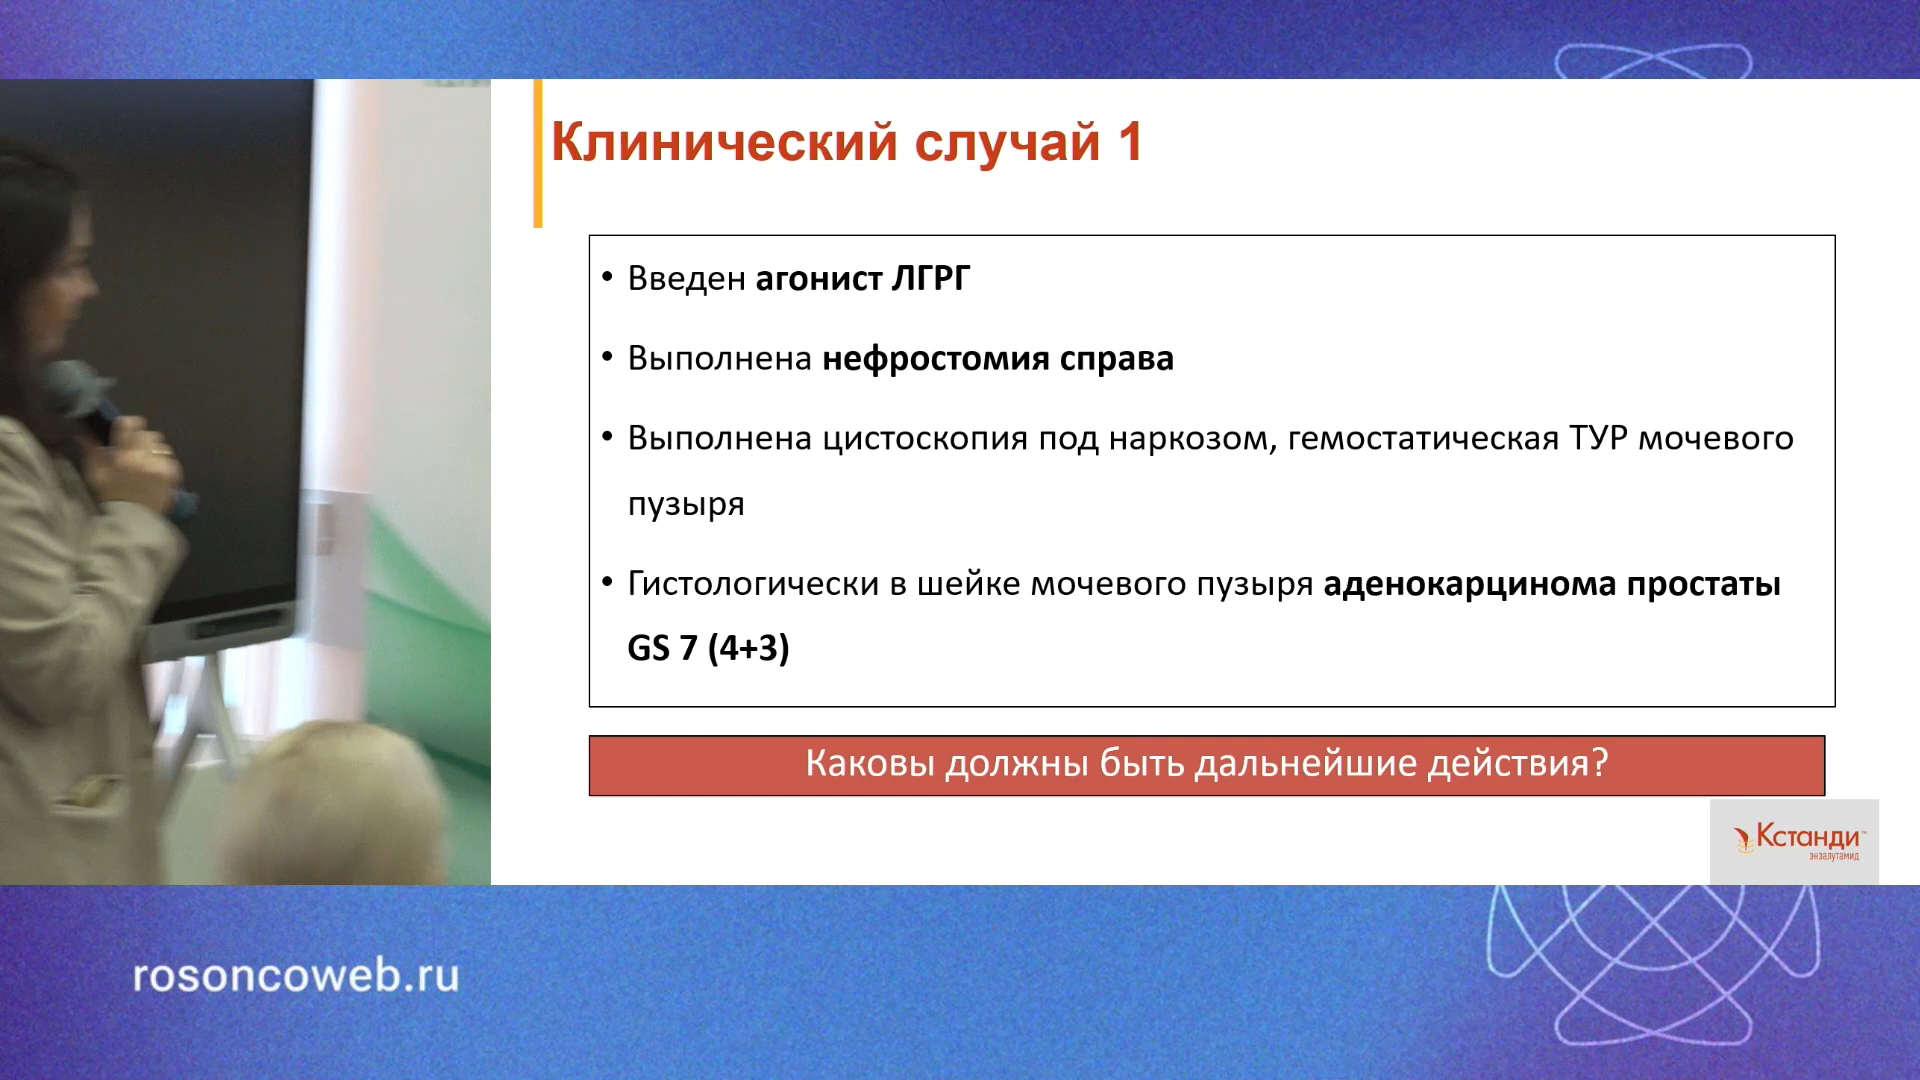 Клинический случай 1
• Введен агонист ЛГРГ
• Выполнена нефростомия справа
• Выполнена цистоскопия под наркозом, гемостатическая ТУР мочевого
пузыря
• Гистологически в шейке мочевого пузыря аденокарцинома простаты
GS 7 (4+3)
Каковы должны быть дальнейшие действия?
Кстанди™
энзалутамид
rosoncoweb.ru